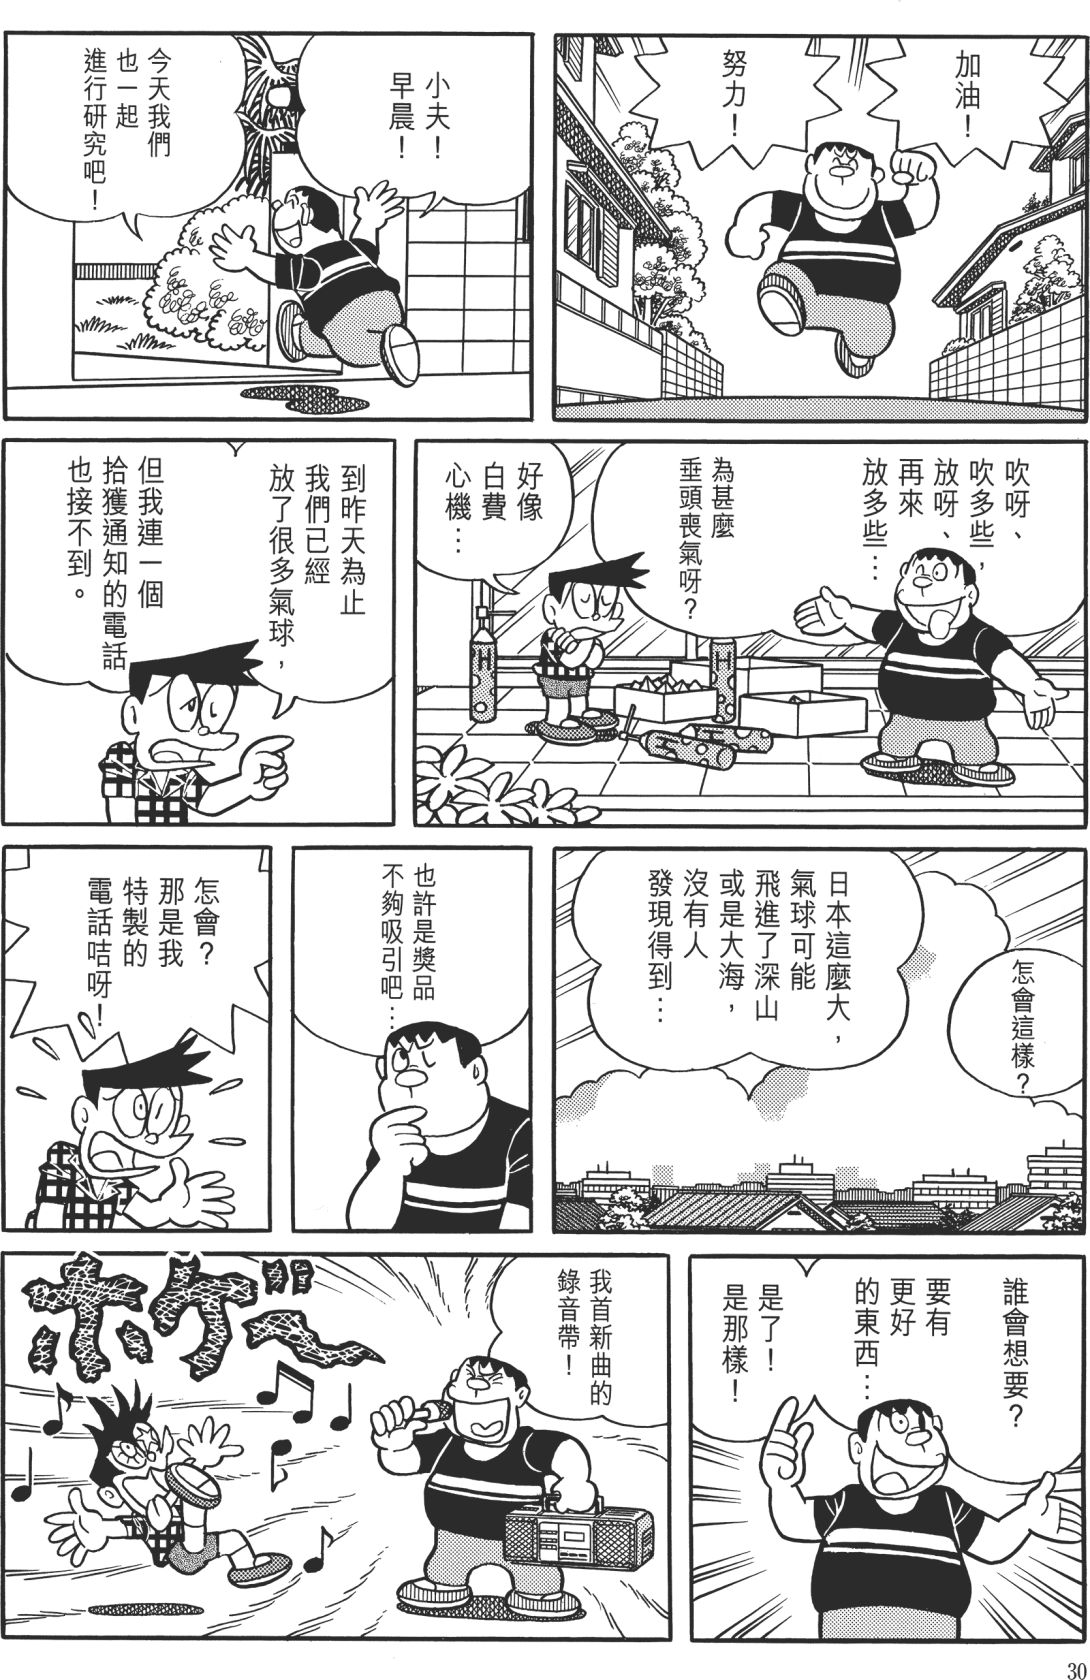 加油！
努力！
小夫！
早晨！
今天我們
也一起
進行研究吧！
吹呀、
吹多些，
放呀、
再來
放多些…
為甚麼
垂頭喪氣呀？
好像
白費
心機…
H
H
H
到昨天為止
我們已經
放了很多氣球，
但我連一個
拾獲通知的電話
也接不到。
怎會這樣？
日本這麼大，
氣球可能
飛進了深山
或是大海，
沒有人
發現得到…
也許是獎品
不夠吸引吧…
怎會？
那是我
特製的
電話咭呀！
誰會想要？
要有
更好
的東西…
是了！
是那樣！
我首新曲的
錄音帶！
ホゲ〜
30